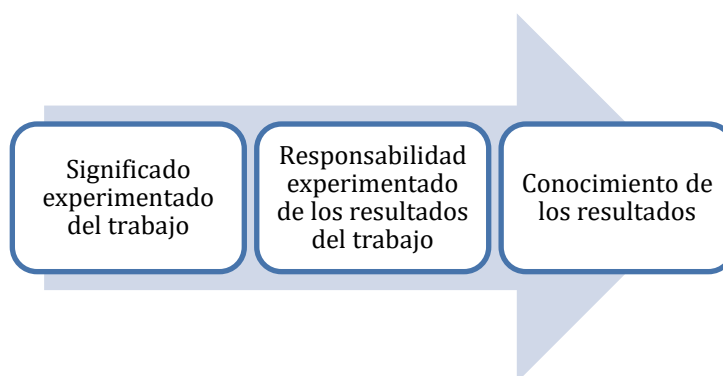 Significado
experimentado
del trabajo
Responsabilidad
experimentado
de los resultados
del trabajo
Conocimiento de
los resultados